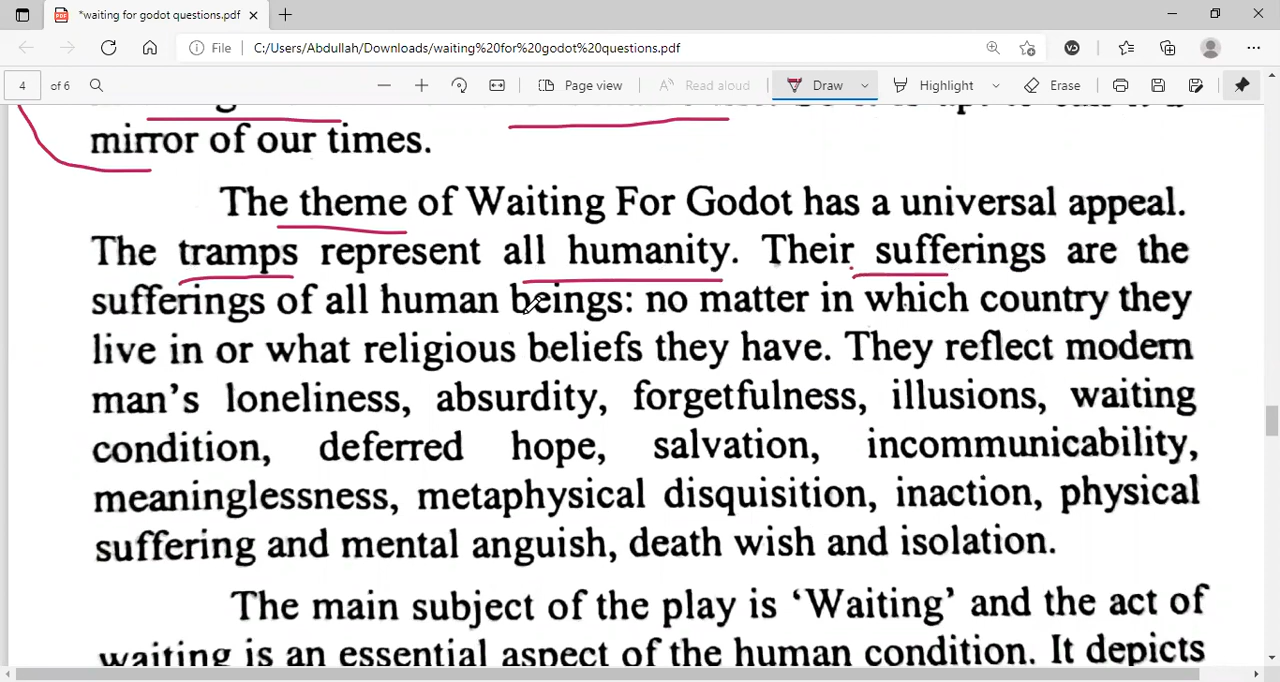 *waiting for godot questions.pdf
File C:/Users/Abdullah/Downloads/waiting%20for%20godot%20questions.pdf
4 of 6 Page view Read aloud Draw Highlight Erase
mirror of our times.
The theme of Waiting For Godot has a universal appeal.
The tramps represent all humanity. Their sufferings are the
sufferings of all human beings: no matter in which country they
live in or what religious beliefs they have. They reflect modern
man's loneliness, absurdity, forgetfulness, illusions, waiting
condition, deferred hope, salvation, incommunicability,
meaninglessness, metaphysical disquisition, inaction, physical
suffering and mental anguish, death wish and isolation.
The main subject of the play is 'Waiting' and the act of
waiting is an essential aspect of the human condition. It depicts